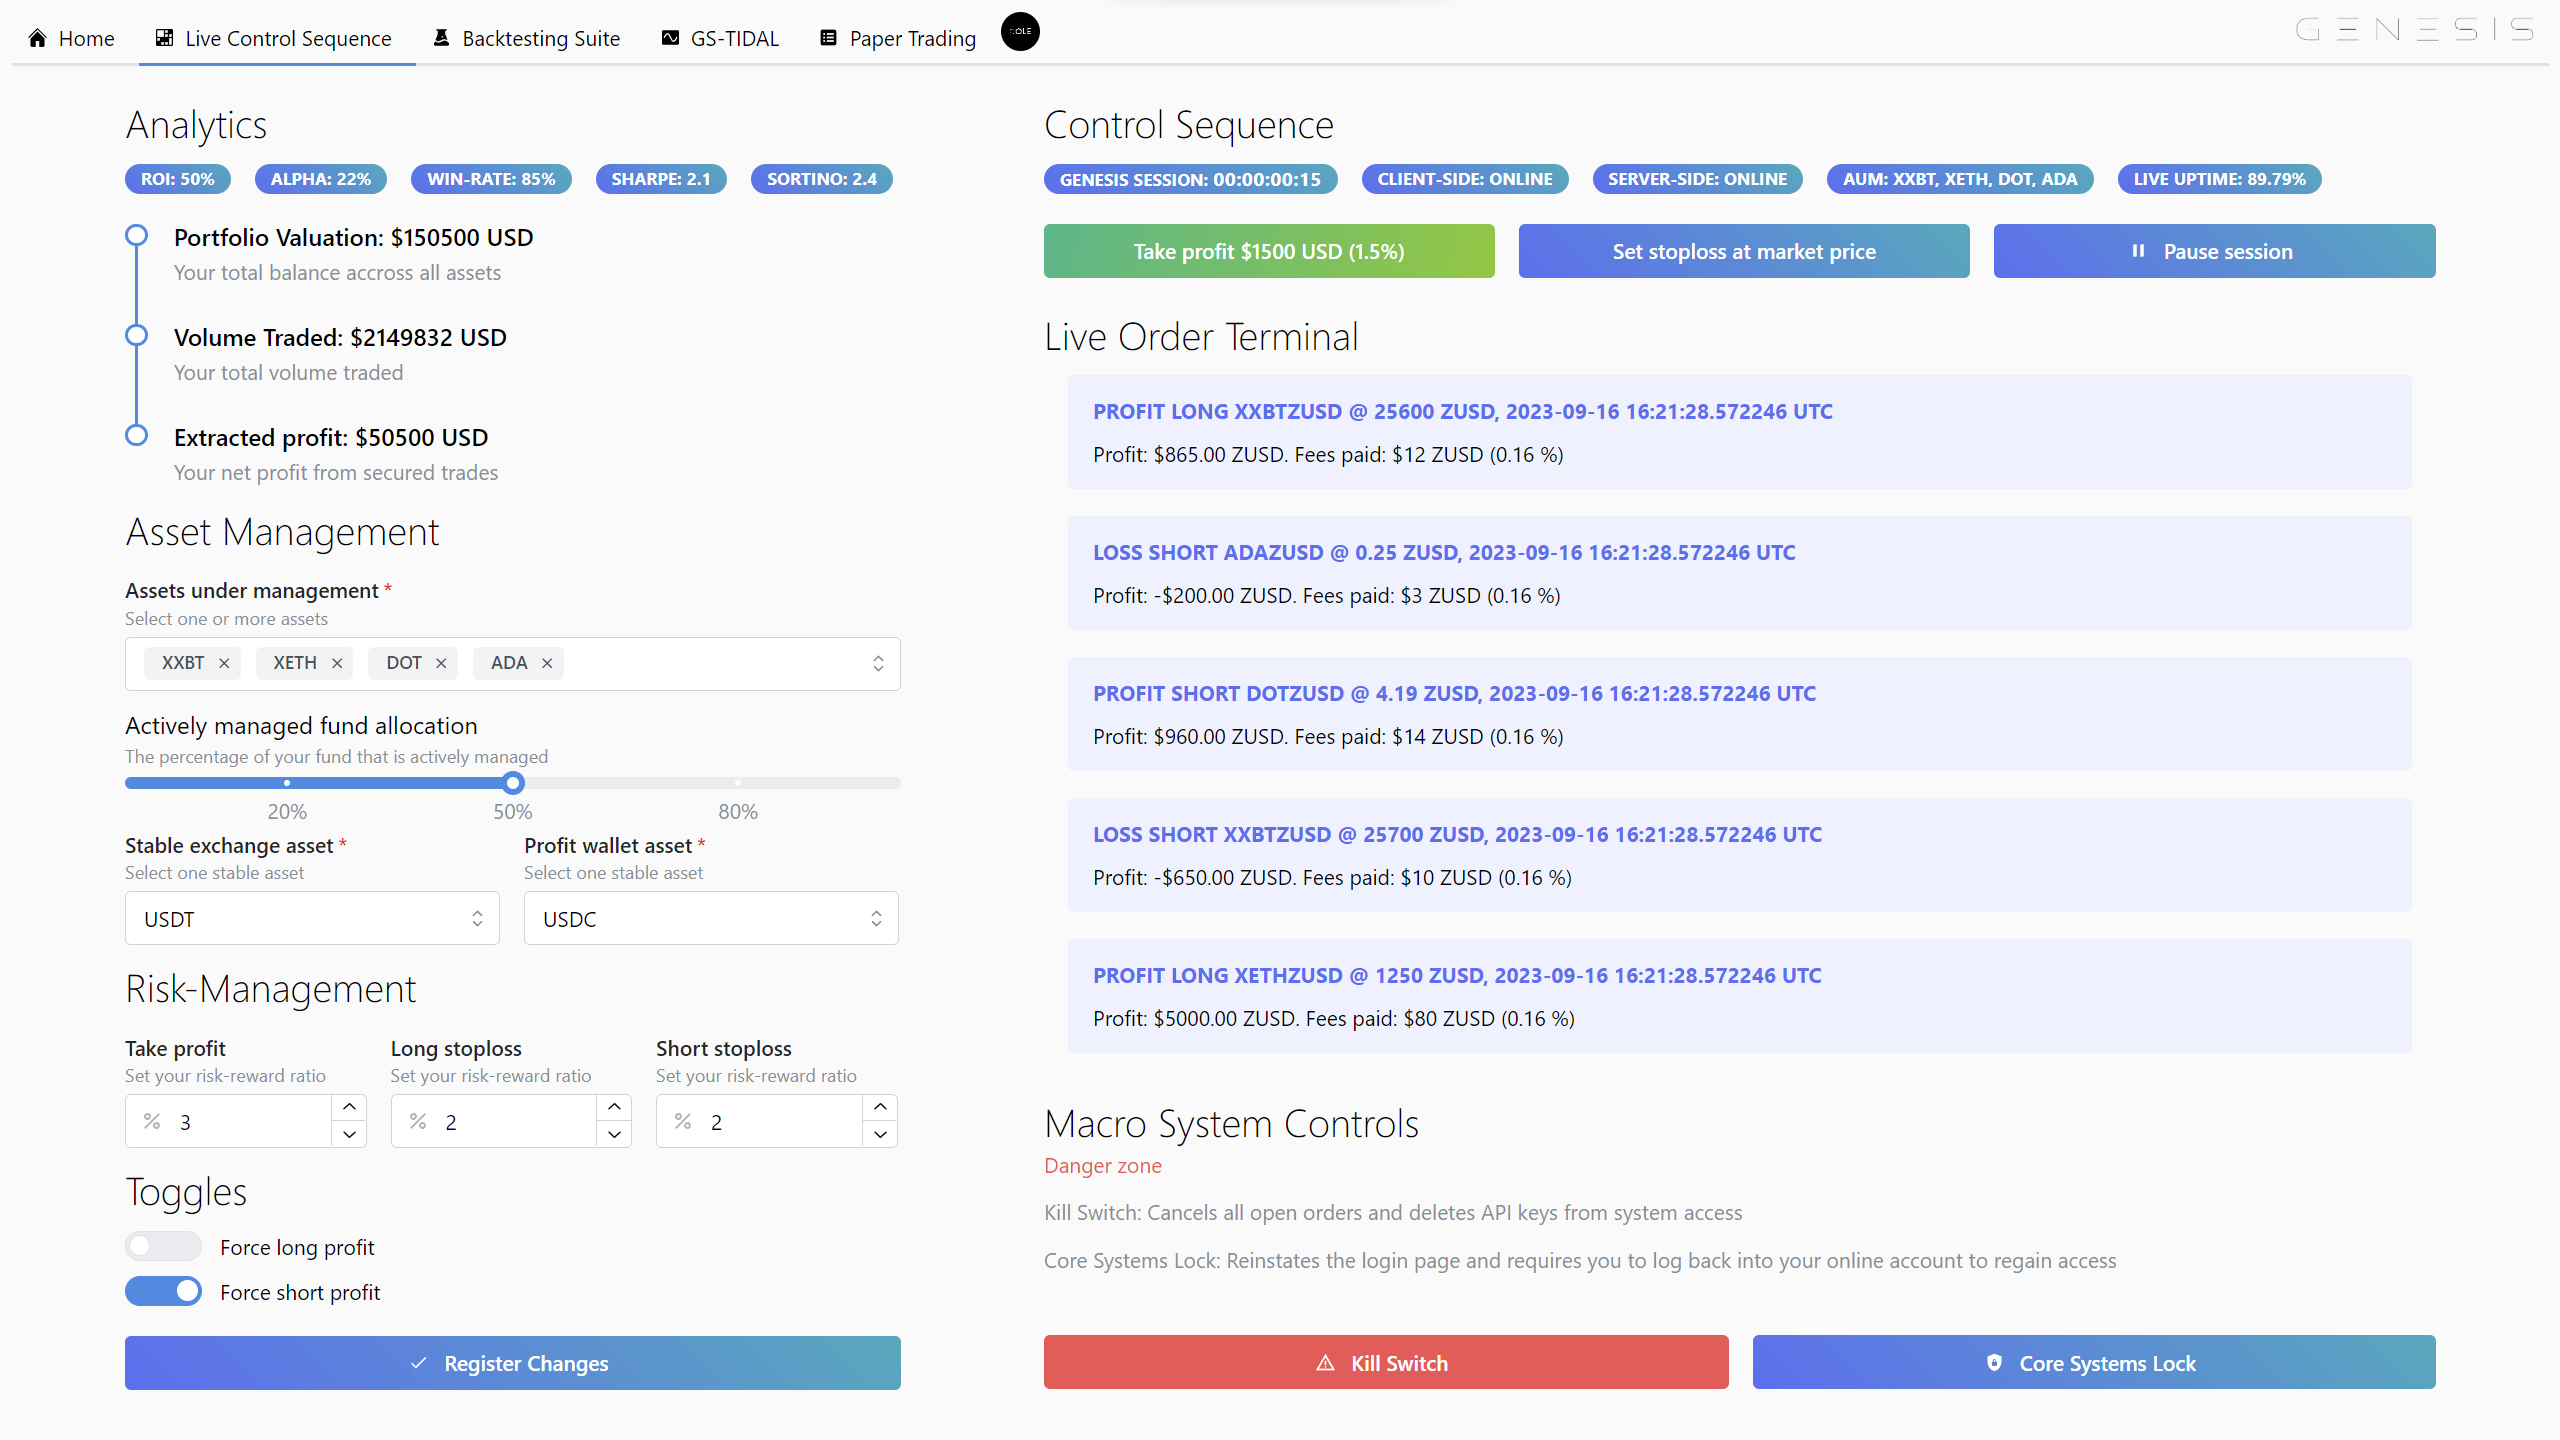 Home
Live Control Sequence
Backtesting Suite
GS-TIDAL
Paper Trading
GENESIS
Analytics
ROI: 50%
ALPHA: 22%
WIN-RATE: 85%
SHARPE: 2.1
SORTINO: 2.4
Portfolio Valuation: $150500 USD
Your total balance accross all assets
Volume Traded: $2149832 USD
Your total volume traded
Extracted profit: $50500 USD
Your net profit from secured trades
Asset Management
Assets under management *
Select one or more assets
XXBT
XETH
DOT
ADA
Actively managed fund allocation
The percentage of your fund that is actively managed
20%
50%
80%
Stable exchange asset *
Select one stable asset
USDT
Profit wallet asset *
Select one stable asset
USDC
Risk-Management
Take profit
Set your risk-reward ratio
% 3
Long stoploss
Set your risk-reward ratio
% 2
Short stoploss
Set your risk-reward ratio
% 2
Toggles
Force long profit
Force short profit
Register Changes
Control Sequence
GENESIS SESSION: 00:00:00:15
CLIENT-SIDE: ONLINE
SERVER-SIDE: ONLINE
AUM: XXBT, XETH, DOT, ADA
LIVE UPTIME: 89.79%
Take profit $1500 USD (1.5%)
Set stoploss at market price
Pause session
Live Order Terminal
PROFIT LONG XXBTZUSD @ 25600 ZUSD, 2023-09-16 16:21:28.572246 UTC
Profit: $865.00 ZUSD. Fees paid: $12 ZUSD (0.16 %)
LOSS SHORT ADAZUSD @ 0.25 ZUSD, 2023-09-16 16:21:28.572246 UTC
Profit: -$200.00 ZUSD. Fees paid: $3 ZUSD (0.16 %)
PROFIT SHORT DOTZUSD @ 4.19 ZUSD, 2023-09-16 16:21:28.572246 UTC
Profit: $960.00 ZUSD. Fees paid: $14 ZUSD (0.16 %)
LOSS SHORT XXBTZUSD @ 25700 ZUSD, 2023-09-16 16:21:28.572246 UTC
Profit: -$650.00 ZUSD. Fees paid: $10 ZUSD (0.16 %)
PROFIT LONG XETHZUSD @ 1250 ZUSD, 2023-09-16 16:21:28.572246 UTC
Profit: $5000.00 ZUSD. Fees paid: $80 ZUSD (0.16 %)
Macro System Controls
Danger zone
Kill Switch: Cancels all open orders and deletes API keys from system access
Core Systems Lock: Reinstates the login page and requires you to log back into your online account to regain access
Kill Switch
Core Systems Lock